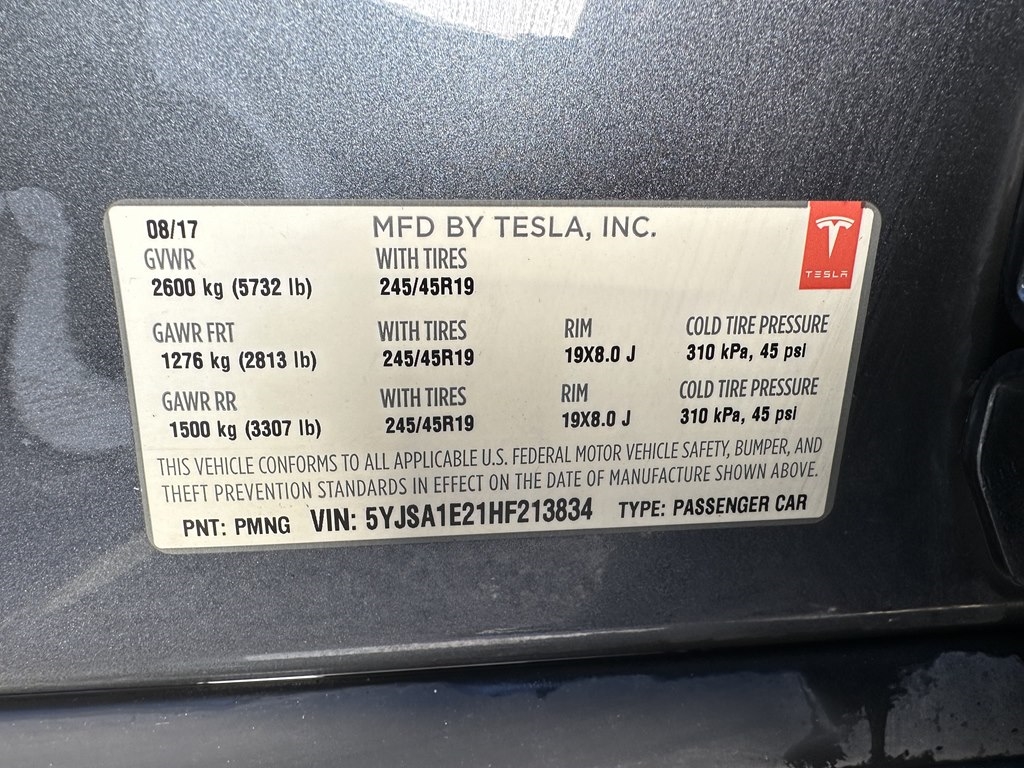 08/17 MFD BY TESLA, INC.
TESLA
GVWR WITH TIRES
2600 kg (5732 lb) 245/45R19
GAWR FRT WITH TIRES RIM COLD TIRE PRESSURE
1276 kg (2813 lb) 245/45R19 19X8.0 J 310 kPa, 45 psi
GAWR RR WITH TIRES RIM COLD TIRE PRESSURE
1500 kg (3307 lb) 245/45R19 19X8.0 J 310 kPa, 45 psi
THIS VEHICLE CONFORMS TO ALL APPLICABLE U.S. FEDERAL MOTOR VEHICLE SAFETY, BUMPER, AND
THEFT PREVENTION STANDARDS IN EFFECT ON THE DATE OF MANUFACTURE SHOWN ABOVE.
PNT: PMNG VIN: 5YJSA1E21HF213834 TYPE: PASSENGER CAR